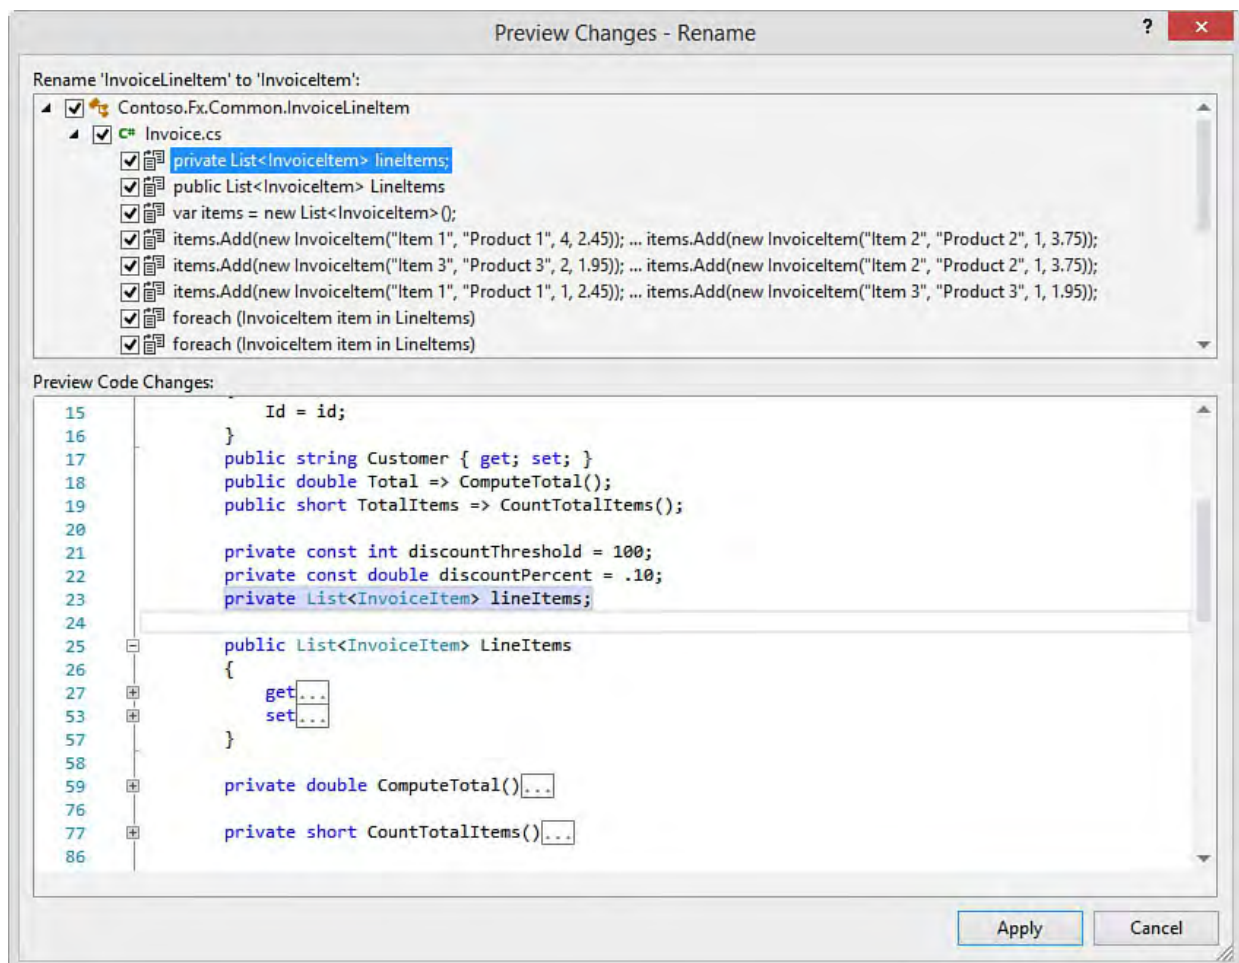 Preview Changes - Rename
?
Rename 'InvoiceLineItem' to 'InvoiceItem':
Contoso.Fx.Common.InvoiceLineItem
C# Invoice.cs
private List<InvoiceItem> lineItems;
public List<InvoiceItem> LineItems
var items = new List<InvoiceItem>();
items.Add(new InvoiceItem("Item 1", "Product 1", 4, 2.45)); ... items.Add(new InvoiceItem("Item 2", "Product 2", 1, 3.75));
items.Add(new InvoiceItem("Item 3", "Product 3", 2, 1.95)); ... items.Add(new InvoiceItem("Item 2", "Product 2", 1, 3.75));
items.Add(new InvoiceItem("Item 1", "Product 1", 1, 2.45)); ... items.Add(new InvoiceItem("Item 3", "Product 3", 1, 1.95));
foreach (InvoiceItem item in LineItems)
foreach (InvoiceItem item in LineItems)
Preview Code Changes:
15 Id = id;
16 }
17 public string Customer { get; set; }
18 public double Total => ComputeTotal();
19 public short TotalItems => CountTotalItems();
20
21 private const int discountThreshold = 100;
22 private const double discountPercent = .10;
23 private List<InvoiceItem> lineItems;
24
25 public List<InvoiceItem> LineItems
26 {
27 get...
53 set...
57 }
58
59 private double ComputeTotal()...
76
77 private short CountTotalItems()...
86
Apply
Cancel